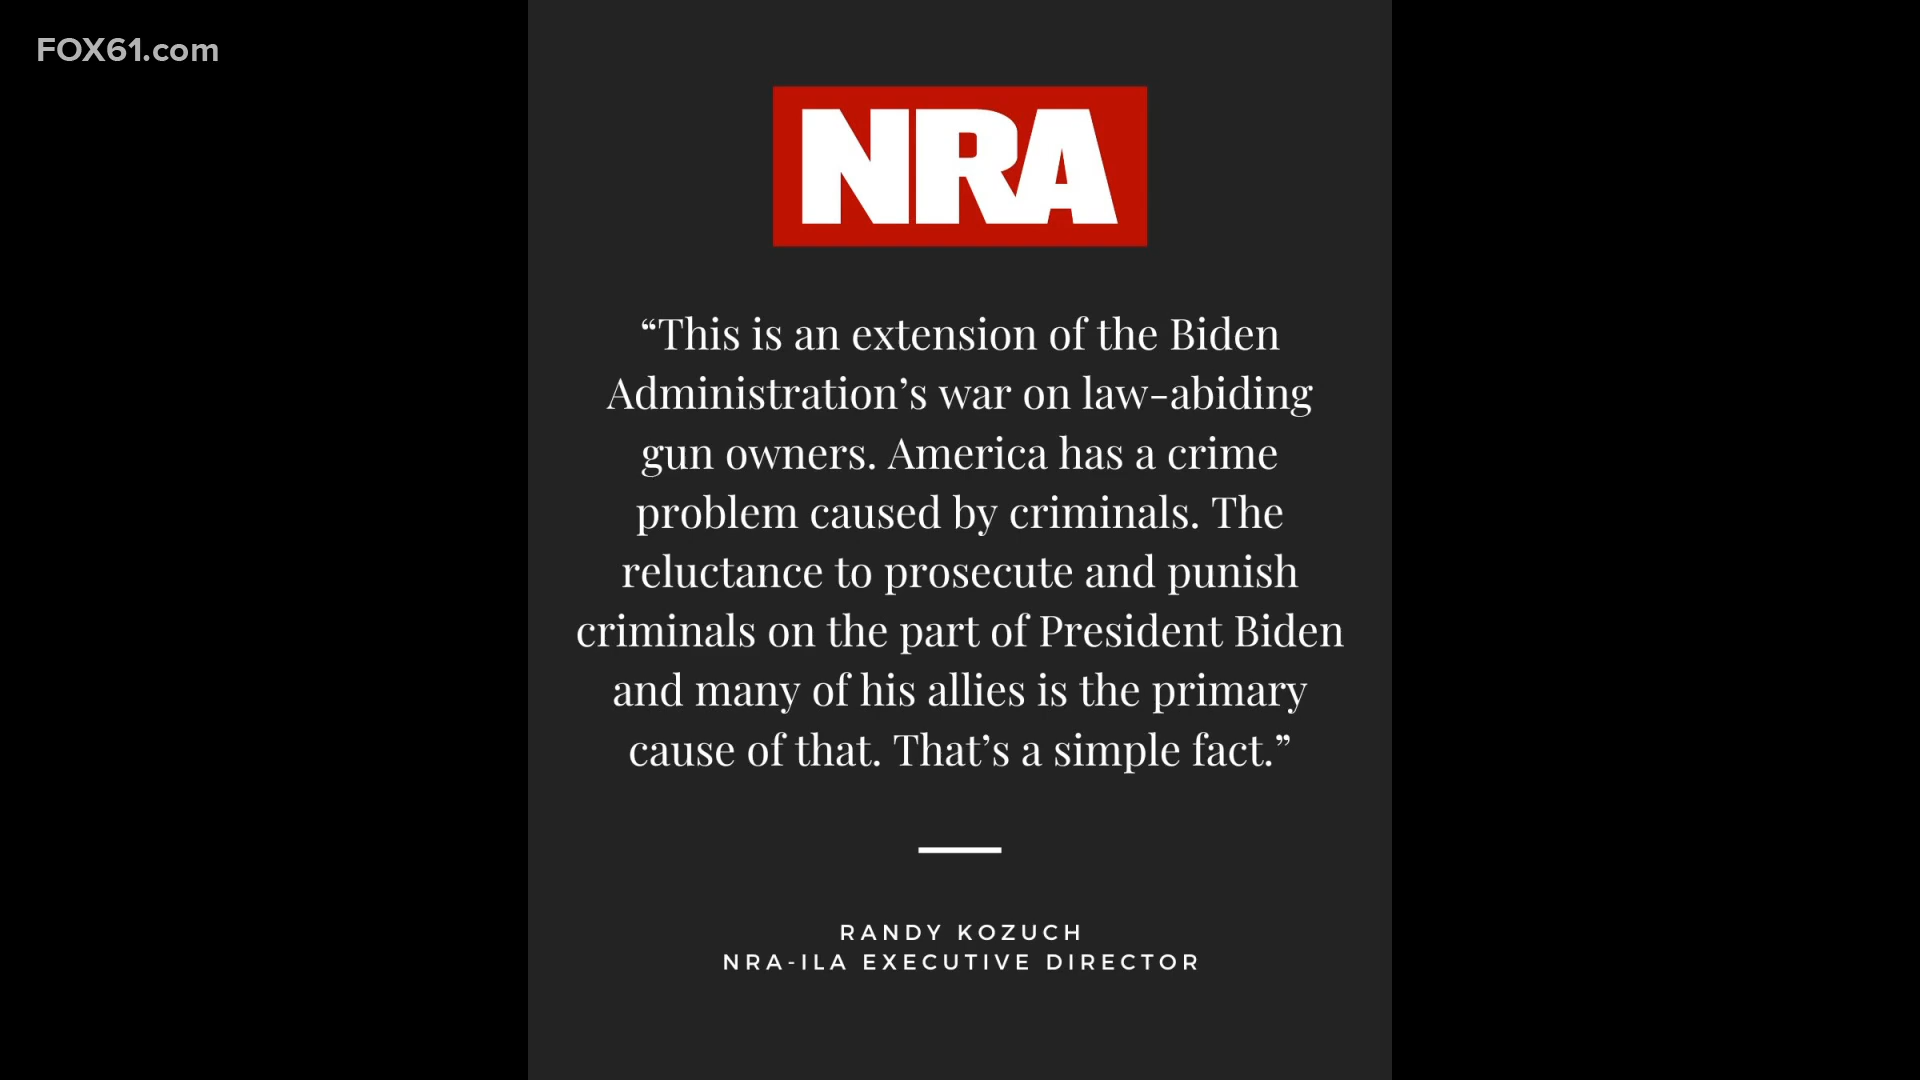 FOX61.com
NRA
“This is an extension of the Biden
Administration’s war on law-abiding
gun owners. America has a crime
problem caused by criminals. The
reluctance to prosecute and punish
criminals on the part of President Biden
and many of his allies is the primary
cause of that. That’s a simple fact.”
RANDY KOZUCH
NRA-ILA EXECUTIVE DIRECTOR